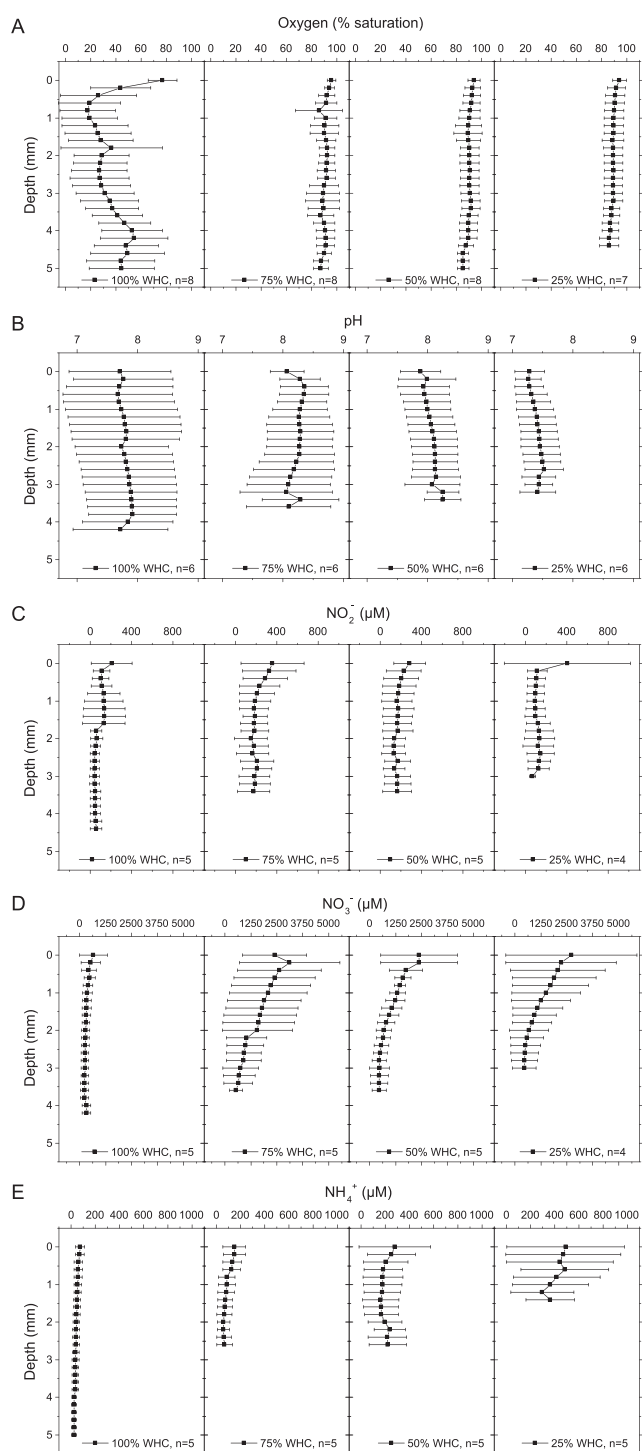 A
Oxygen (% saturation)
0 20 40 60 80 100 0 20 40 60 80 100 0 20 40 60 80 100 0 20 40 60 80 100
Depth (mm)
0
1
2
3
4
5
100% WHC, n=8 75% WHC, n=8 50% WHC, n=8 25% WHC, n=7
B
pH
7 8 9 7 8 9 7 8 9 7 8 9
Depth (mm)
0
1
2
3
4
5
100% WHC, n=6 75% WHC, n=6 50% WHC, n=6 25% WHC, n=6
C
NO₂⁻ (µM)
0 400 800 0 400 800 0 400 800 0 400 800
Depth (mm)
0
1
2
3
4
5
100% WHC, n=5 75% WHC, n=5 50% WHC, n=5 25% WHC, n=4
D
NO₃⁻ (µM)
0 1250 2500 3750 5000 0 1250 2500 3750 5000 0 1250 2500 3750 5000 0 1250 2500 3750 5000
Depth (mm)
0
1
2
3
4
5
100% WHC, n=5 75% WHC, n=5 50% WHC, n=5 25% WHC, n=4
E
NH₄⁺ (µM)
0 200 400 600 800 1000 0 200 400 600 800 1000 0 200 400 600 800 1000 0 200 400 600 800 1000
Depth (mm)
0
1
2
3
4
5
100% WHC, n=5 75% WHC, n=5 50% WHC, n=5 25% WHC, n=5